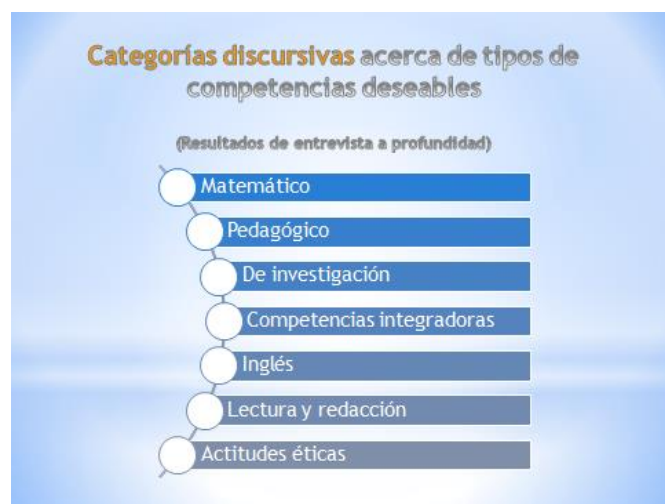 Categorías discursivas acerca de tipos de
competencias deseables
(Resultados de entrevista a profundidad)
Matemático
Pedagógico
De investigación
Competencias integradoras
Inglés
Lectura y redacción
Actitudes éticas